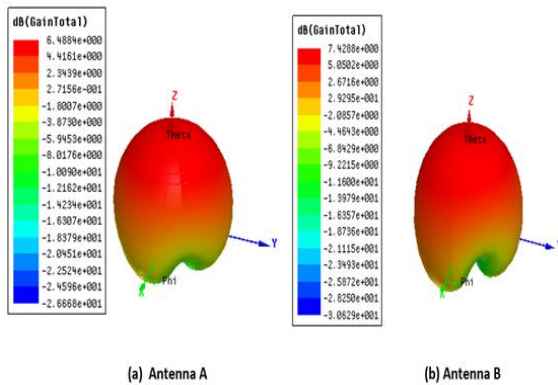 dB(GainTotal)
6.4884e+000
4.4161e+000
2.3439e+000
2.7156e-001
-1.8007e+000
-3.8730e+000
-5.9453e+000
-8.0176e+000
-1.0090e+001
-1.2162e+001
-1.4234e+001
-1.6307e+001
-1.8379e+001
-2.0451e+001
-2.2524e+001
-2.4596e+001
-2.6668e+001
Z
Theta
Y
Phi
X
(a) Antenna A
dB(GainTotal)
7.4288e+000
5.0502e+000
2.6716e+000
2.9295e-001
-2.0857e+000
-4.4643e+000
-6.8429e+000
-9.2215e+000
-1.1600e+001
-1.3979e+001
-1.6357e+001
-1.8736e+001
-2.1115e+001
-2.3493e+001
-2.5872e+001
-2.8250e+001
-3.0629e+001
Z
Theta
Y
Phi
X
(b) Antenna B